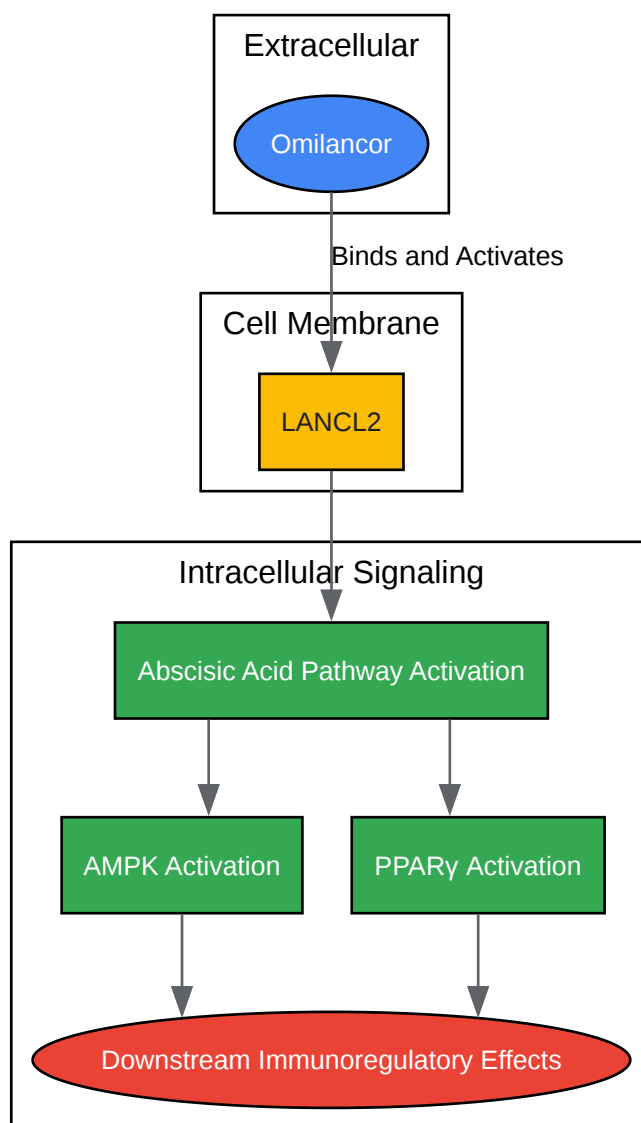 Extracellular
Omilancor
Binds and Activates
Cell Membrane
LANCL2
Intracellular Signaling
Abscisic Acid Pathway Activation
AMPK Activation
PPARγ Activation
Downstream Immunoregulatory Effects